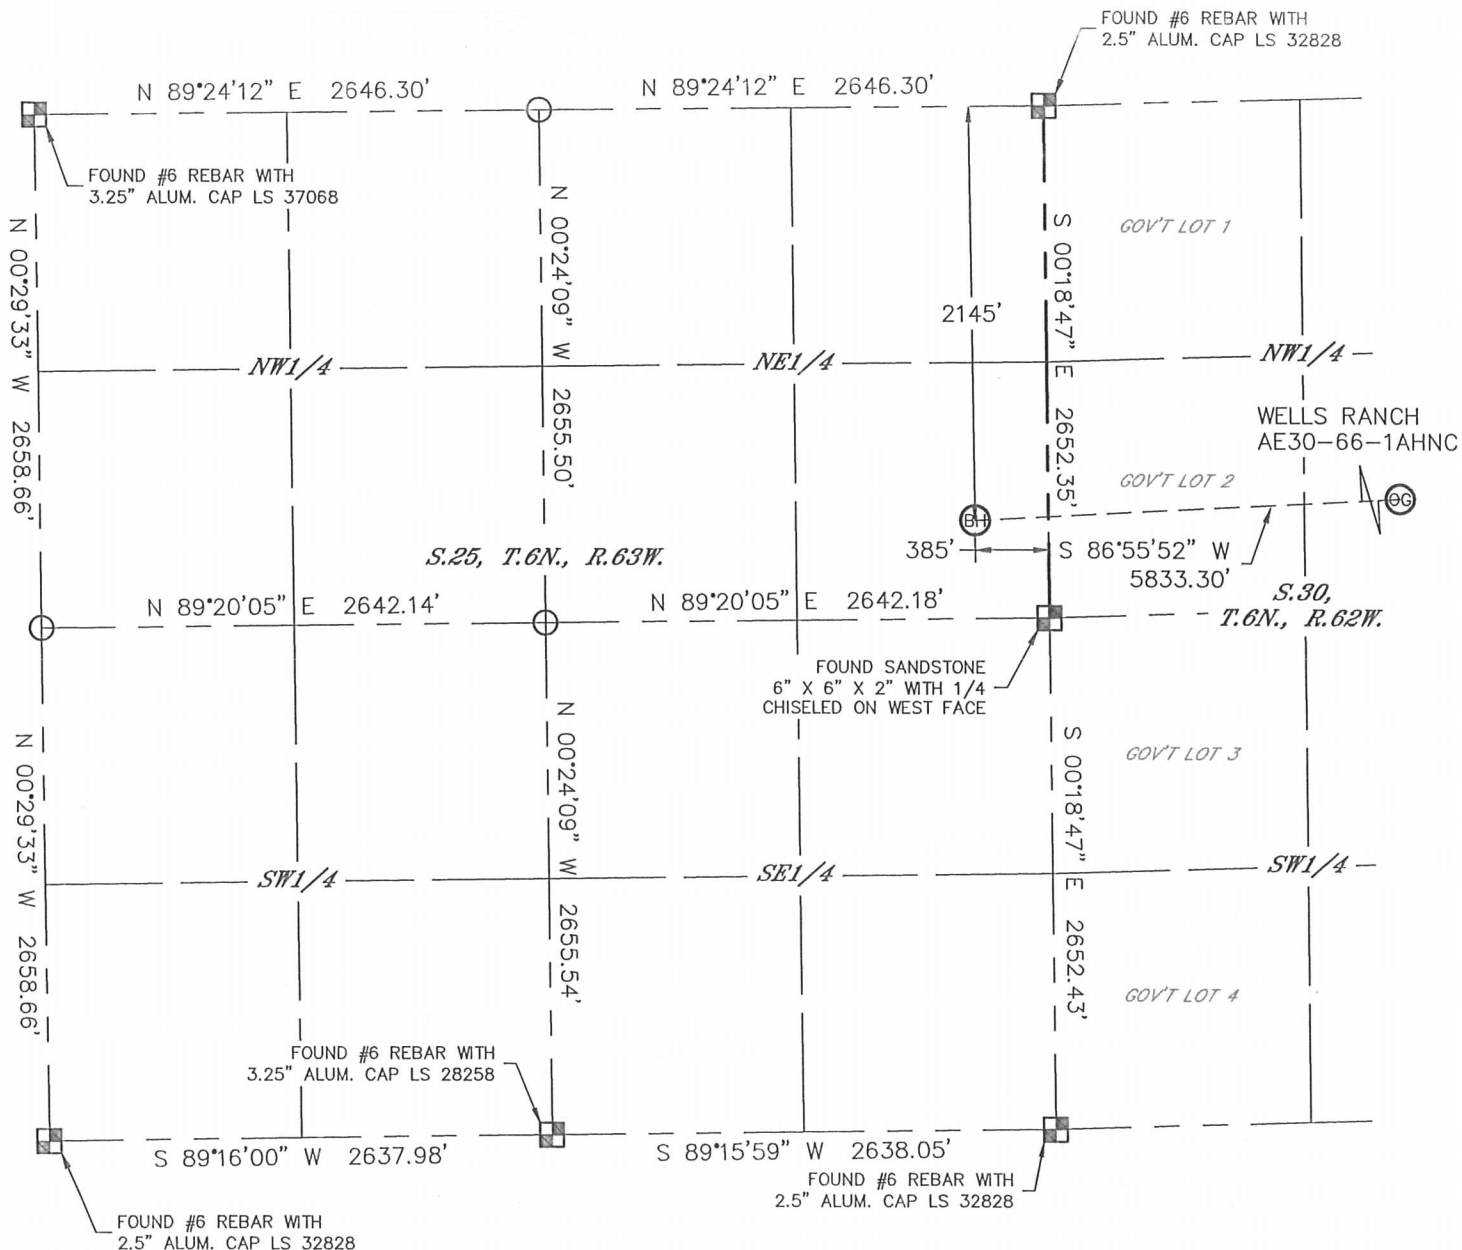 FOUND #6 REBAR WITH
2.5" ALUM. CAP LS 32828
N 89°24'12" E 2646.30'
N 89°24'12" E 2646.30'
FOUND #6 REBAR WITH
3.25" ALUM. CAP LS 37068
N 00°29'33" W 2658.66'
N 00°24'09" W 2655.50'
S 00°18'47" E 2652.35'
GOV'T LOT 1
2145'
NW1/4
NE1/4
NW1/4
WELLS RANCH
AE30-66-1AHNC
GOV'T LOT 2
BH
OG
385'
S 86°55'52" W
5833.30'
S.25, T.6N., R.63W.
S.30,
T.6N., R.62W.
N 89°20'05" E 2642.14'
N 89°20'05" E 2642.18'
FOUND SANDSTONE
6" X 6" X 2" WITH 1/4
CHISELED ON WEST FACE
N 00°29'33" W 2658.66'
N 00°24'09" W 2655.54'
S 00°18'47" E 2652.43'
GOV'T LOT 3
SW1/4
SE1/4
SW1/4
GOV'T LOT 4
FOUND #6 REBAR WITH
3.25" ALUM. CAP LS 28258
S 89°16'00" W 2637.98'
S 89°15'59" W 2638.05'
FOUND #6 REBAR WITH
2.5" ALUM. CAP LS 32828
FOUND #6 REBAR WITH
2.5" ALUM. CAP LS 32828